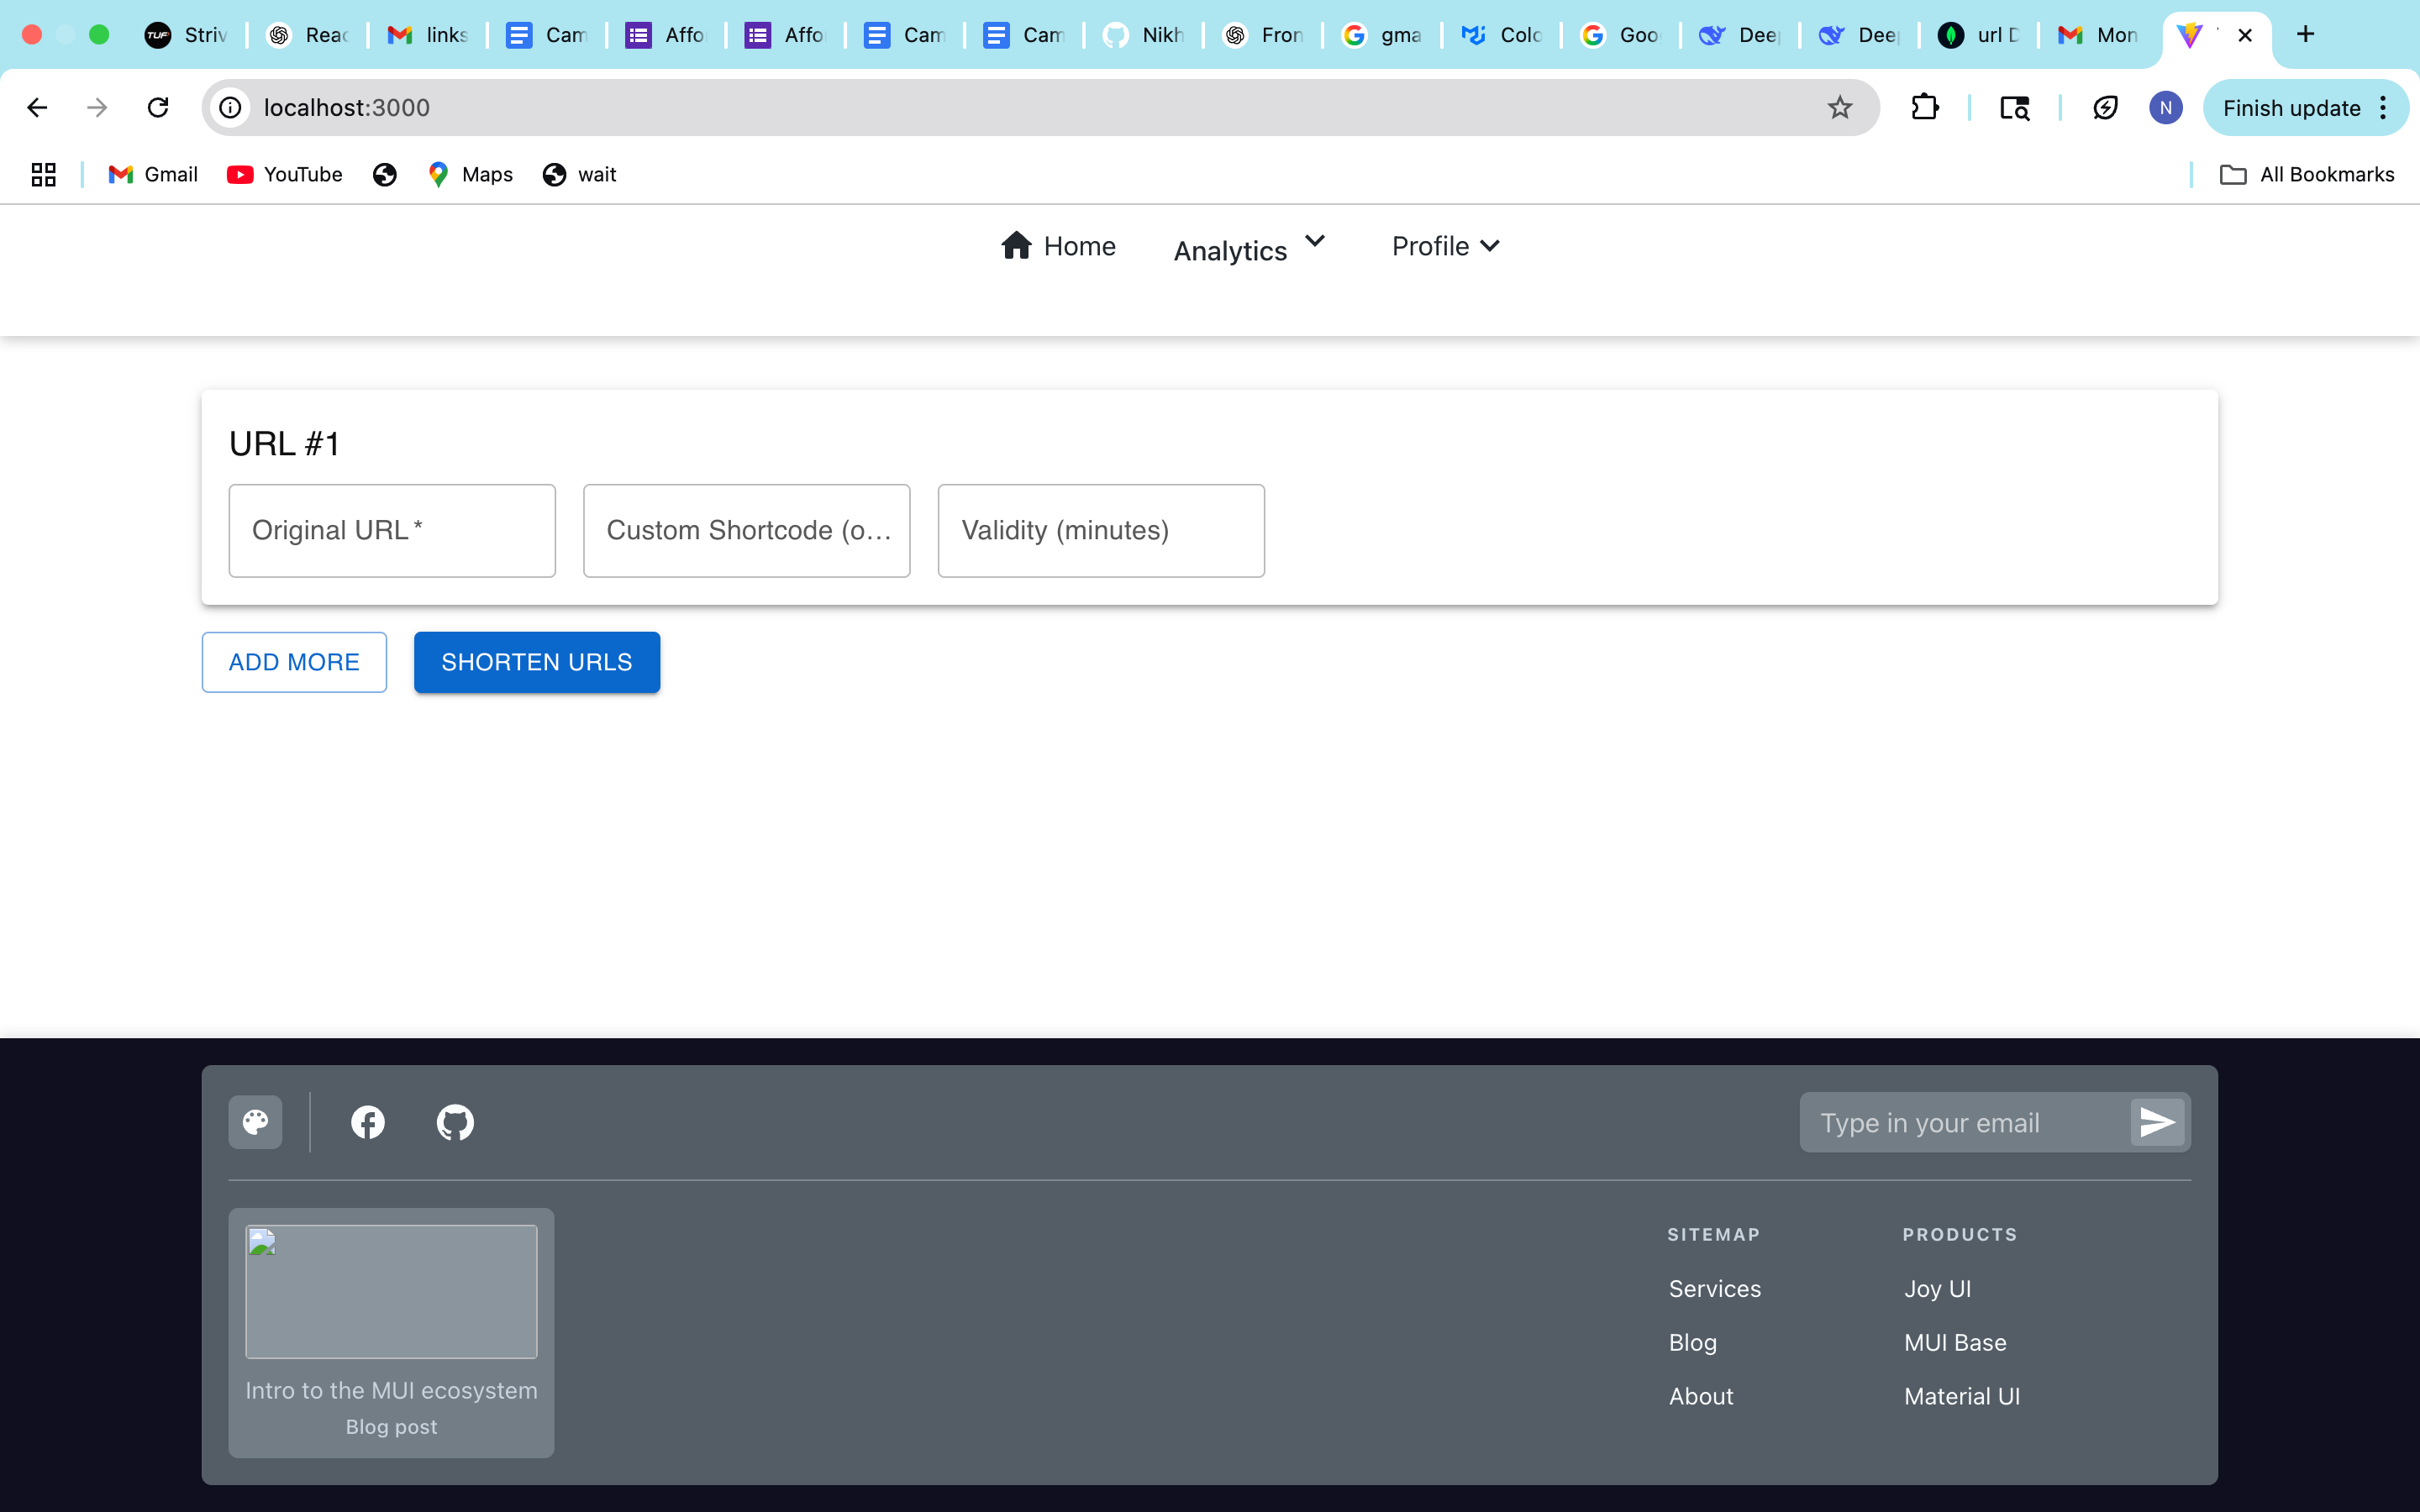 TUF Striv Reac links Cam Affo Affo Cam Cam Nikh Fron gma Colo Goo Deep Deep url D Mon
localhost:3000 N Finish update
Gmail YouTube Maps wait All Bookmarks
Home Analytics Profile
URL #1
Original URL * Custom Shortcode (o… Validity (minutes)
ADD MORE SHORTEN URLS
Type in your email
SITEMAP PRODUCTS
Services Joy UI
Blog MUI Base
About Material UI
Intro to the MUI ecosystem
Blog post